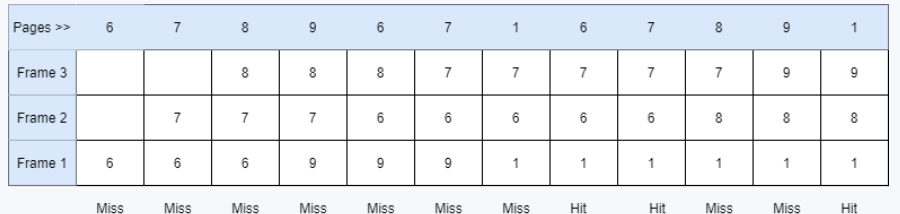 Pages >> 6 7 8 9 6 7 1 6 7 8 9 1
Frame 3 8 8 8 7 7 7 7 7 9 9
Frame 2 7 7 7 6 6 6 6 6 8 8 8
Frame 1 6 6 6 9 9 9 1 1 1 1 1 1
Miss Miss Miss Miss Miss Miss Miss Hit Hit Miss Miss Hit